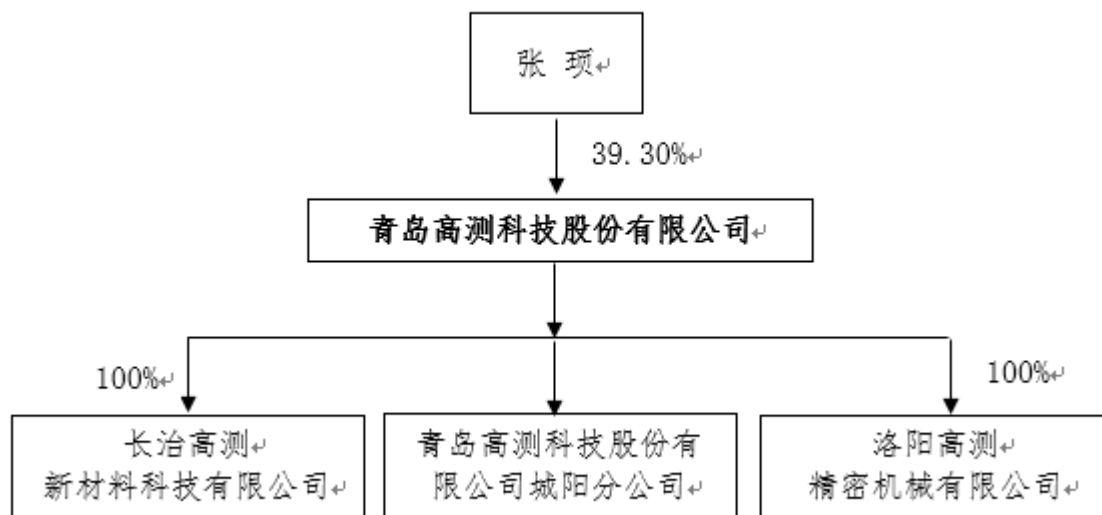 张 顼
39.30%
青岛高测科技股份有限公司
100%
100%
长治高测
新材料科技有限公司
青岛高测科技股份有
限公司城阳分公司
洛阳高测
精密机械有限公司